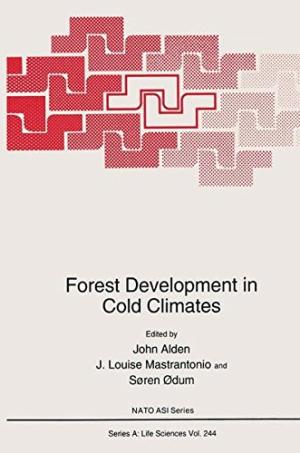 Forest Development in
Cold Climates
Edited by
John Alden
J. Louise Mastrantonio and
Søren Ødum
NATO ASI Series
Series A: Life Sciences Vol. 244